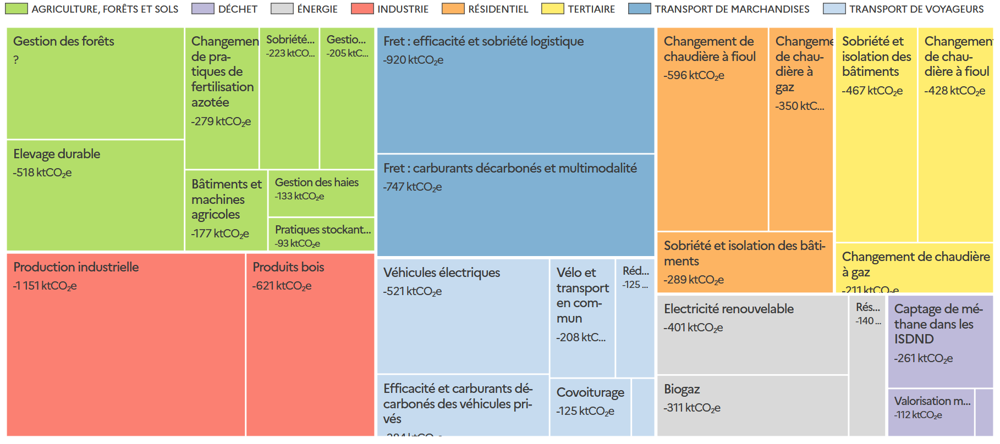 AGRICULTURE, FORÊTS ET SOLS
DÉCHET
ÉNERGIE
INDUSTRIE
RÉSIDENTIEL
TERTIAIRE
TRANSPORT DE MARCHANDISES
TRANSPORT DE VOYAGEURS
Gestion des forêts
?
Changemen
de pra-
tiques de
fertilisation
azotée
-279 ktCO₂e
Sobriété...
-223 ktCO...
Gestio...
-205 ktC...
Elevage durable
-518 ktCO₂e
Bâtiments et
machines
agricoles
-177 ktCO₂e
Gestion des haies
-133 ktCO₂e
Pratiques stockant...
-93 ktCO₂e
Production industrielle
-1 151 ktCO₂e
Produits bois
-621 ktCO₂e
Fret : efficacité et sobriété logistique
-920 ktCO₂e
Fret : carburants décarbonés et multimodalité
-747 ktCO₂e
Véhicules électriques
-521 ktCO₂e
Vélo et
transport
en com-
mun
-208 ktC...
Réd...
-125 ...
Efficacité et carburants dé-
carbonés des véhicules pri-
vés
Covoiturage
-125 ktCO₂e
Changement de
chaudière à fioul
-596 ktCO₂e
Changeme
de chau-
dière à
gaz
-350 ktC...
Sobriété et isolation des bâti-
ments
-289 ktCO₂e
Sobriété et
isolation des
bâtiments
-467 ktCO₂e
Changement
de chau-
dière à fioul
-428 ktCO₂e
Changement de chaudière
à gaz
-211 ktCO₂e
Electricité renouvelable
-401 ktCO₂e
Rés...
-140 ...
Biogaz
-311 ktCO₂e
Captage de mé-
thane dans les
ISDND
-261 ktCO₂e
Valorisation m...
-112 ktCO₂e